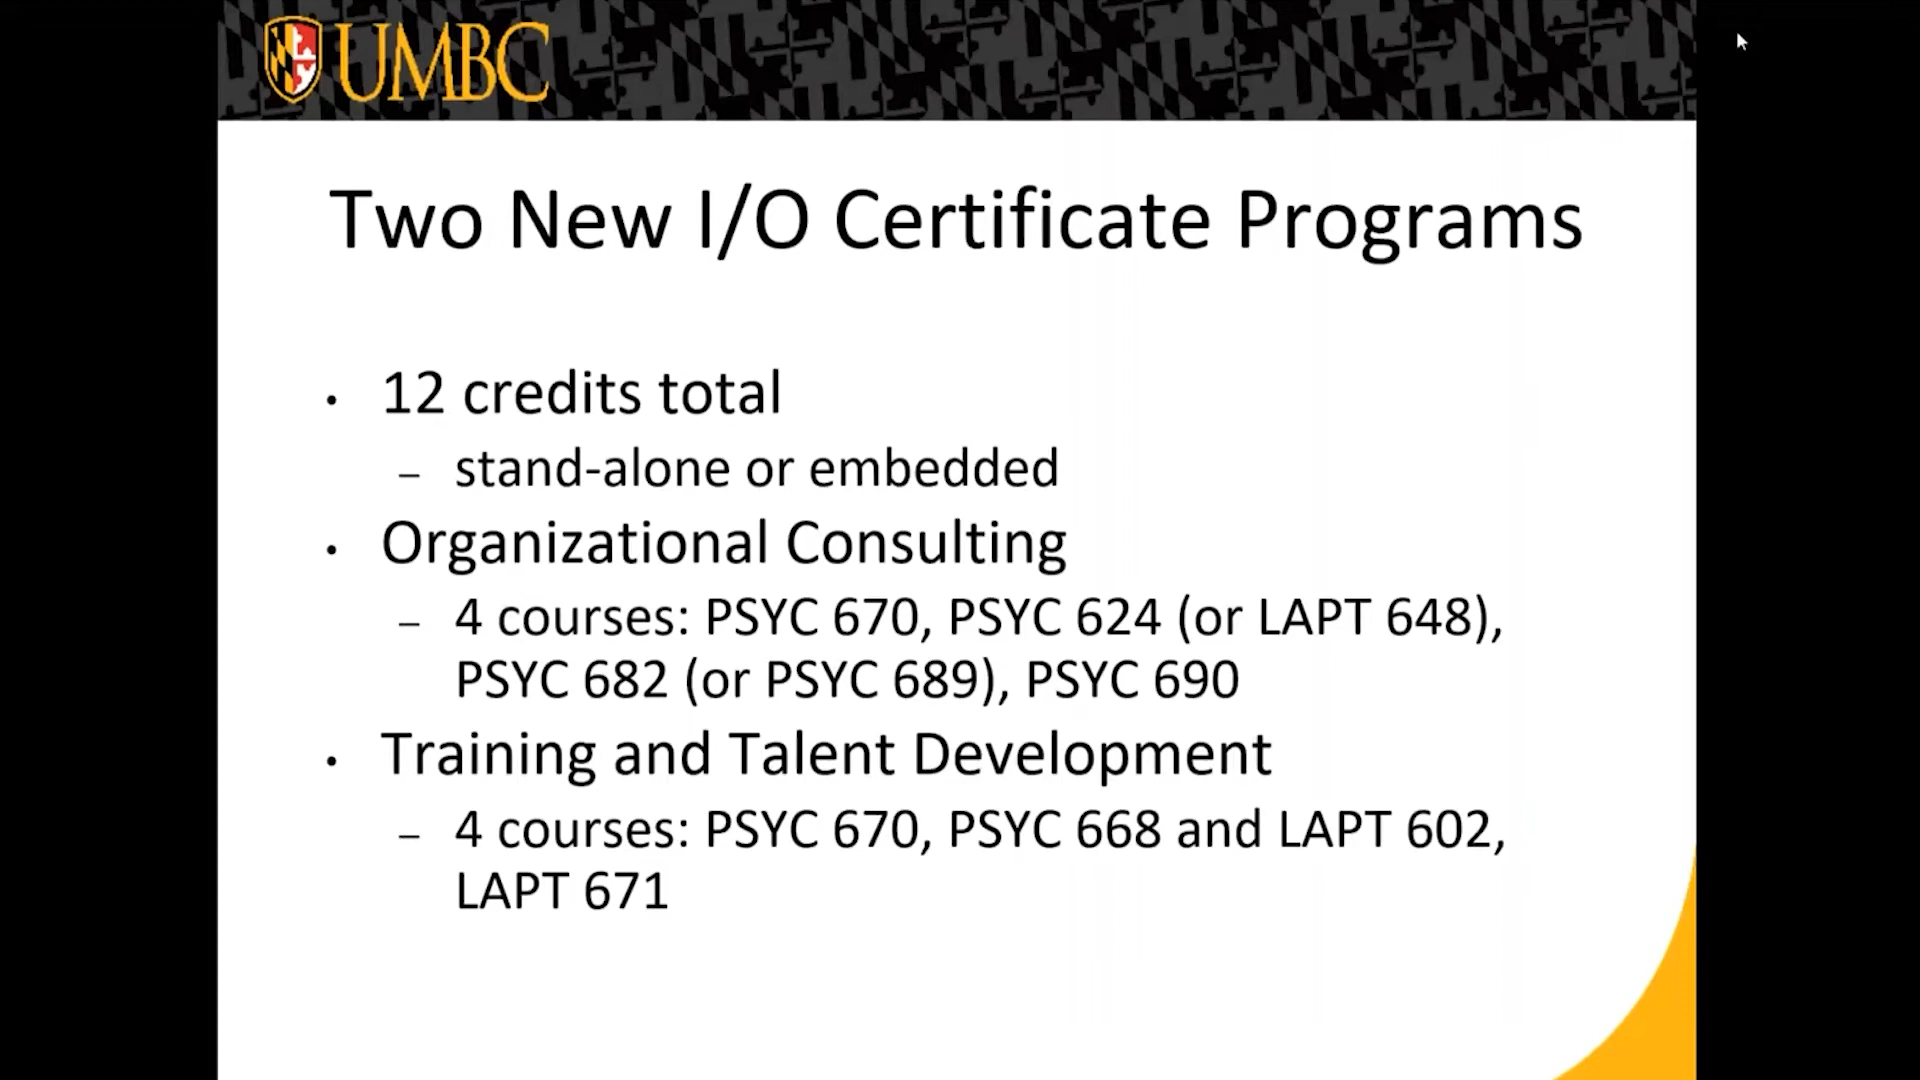 UMBC
Two New I/O Certificate Programs
• 12 credits total
– stand-alone or embedded
• Organizational Consulting
– 4 courses: PSYC 670, PSYC 624 (or LAPT 648),
PSYC 682 (or PSYC 689), PSYC 690
• Training and Talent Development
– 4 courses: PSYC 670, PSYC 668 and LAPT 602,
LAPT 671